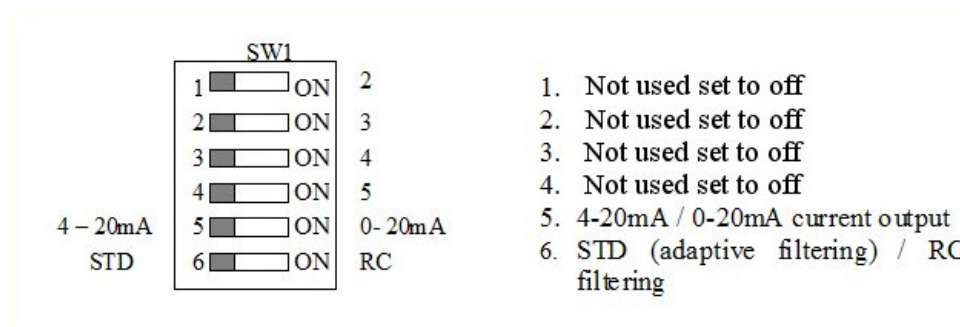 SW1
1 ON 2
2 ON 3
3 ON 4
4 ON 5
4 – 20mA 5 ON 0- 20mA
STD 6 ON RC
1. Not used set to off
2. Not used set to off
3. Not used set to off
4. Not used set to off
5. 4-20mA / 0-20mA current output
6. STD (adaptive filtering) / RC
filtering